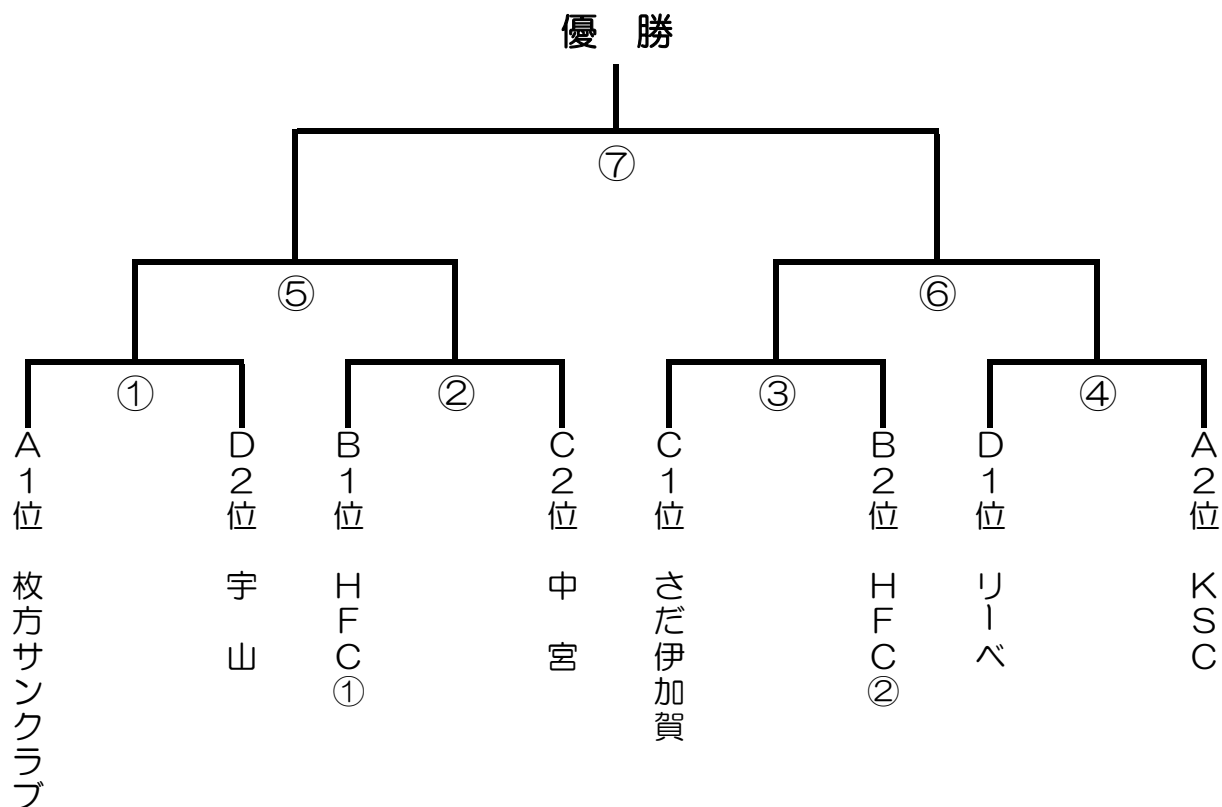 優　勝
⑦
⑤
⑥
①
②
③
④
A1位　枚方サンクラブ
D2位　宇　山
B1位　HFC①
C2位　中　宮
C1位　さだ伊加賀
B2位　HFC②
D1位　リーベ
A2位　KSC